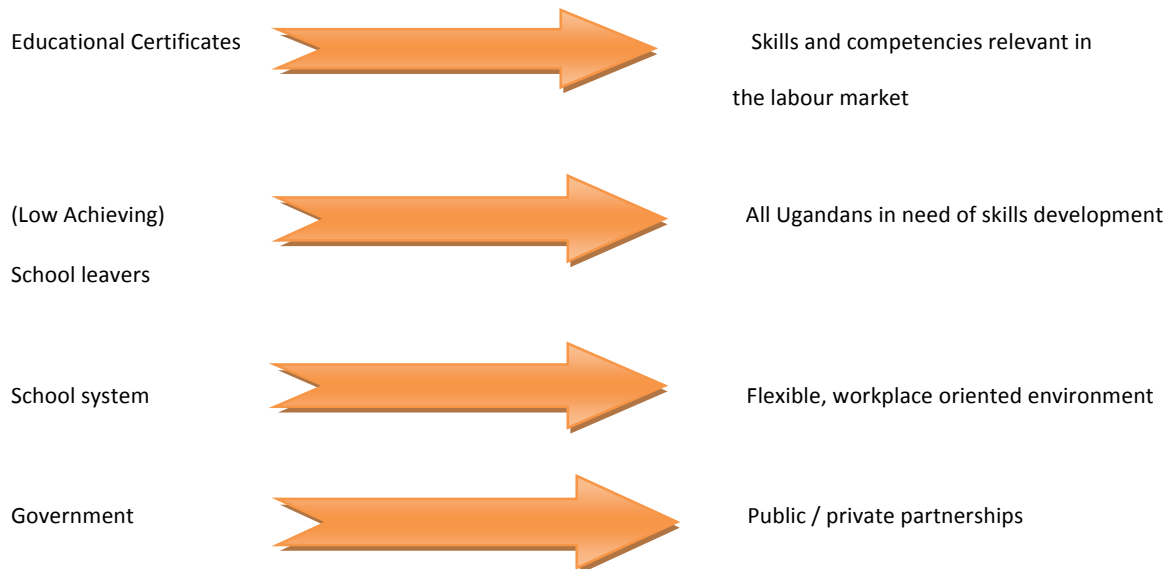 Educational Certificates
Skills and competencies relevant in
the labour market
(Low Achieving)
School leavers
All Ugandans in need of skills development
School system
Flexible, workplace oriented environment
Government
Public / private partnerships